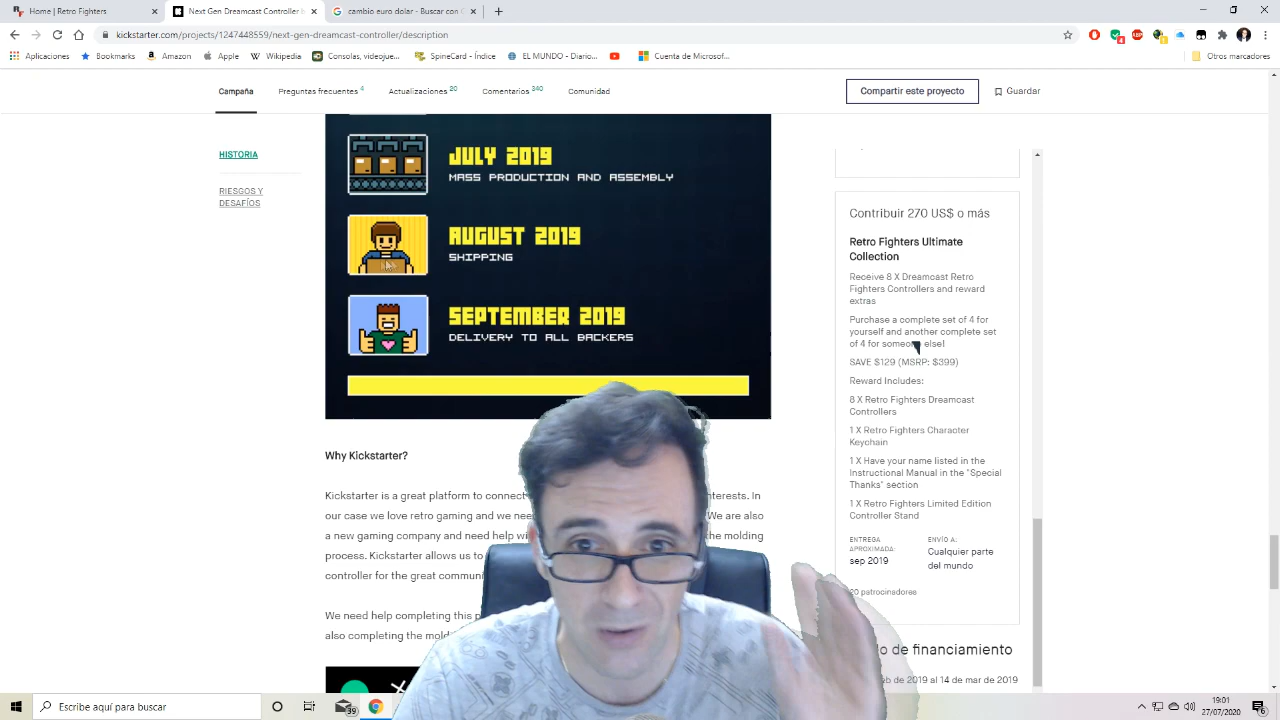 Home | Retro Fighters
Next Gen Dreamcast Controller
cambio euro dolar - Buscar con G
kickstarter.com/projects/1247448559/next-gen-dreamcast-controller/description
Aplicaciones
Bookmarks
Amazon
Apple
Wikipedia
Consolas, videojue...
SpineCard - Índice
EL MUNDO - Diario...
Cuenta de Microsof...
Otros marcadores
Campaña
Preguntas frecuentes 4
Actualizaciones 20
Comentarios 340
Comunidad
Compartir este proyecto
Guardar
HISTORIA
RIESGOS Y
DESAFÍOS
JULY 2019
MASS PRODUCTION AND ASSEMBLY
AUGUST 2019
SHIPPING
SEPTEMBER 2019
DELIVERY TO ALL BACKERS
Why Kickstarter?
Kickstarter is a great platform to connect nterests. In
our case we love retro gaming and we nee We are also
a new gaming company and need help wi the molding
process. Kickstarter allows us to
controller for the great communi
We need help completing this p
also completing the mold
Contribuir 270 US$ o más
Retro Fighters Ultimate
Collection
Receive 8 X Dreamcast Retro
Fighters Controllers and reward
extras
Purchase a complete set of 4 for
yourself and another complete set
of 4 for someone else!
SAVE $129 (MSRP: $399)
Reward Includes:
8 X Retro Fighters Dreamcast
Controllers
1 X Retro Fighters Character
Keychain
1 X Have your name listed in the
Instructional Manual in the "Special
Thanks" section
1 X Retro Fighters Limited Edition
Controller Stand
ENTREGA
APROXIMADA:
sep 2019
ENVÍO A:
Cualquier parte
del mundo
20 patrocinadores
do de financiamiento
eb de 2019 al 14 de mar de 2019
Escribe aquí para buscar
39
19:01
27/07/2020
6